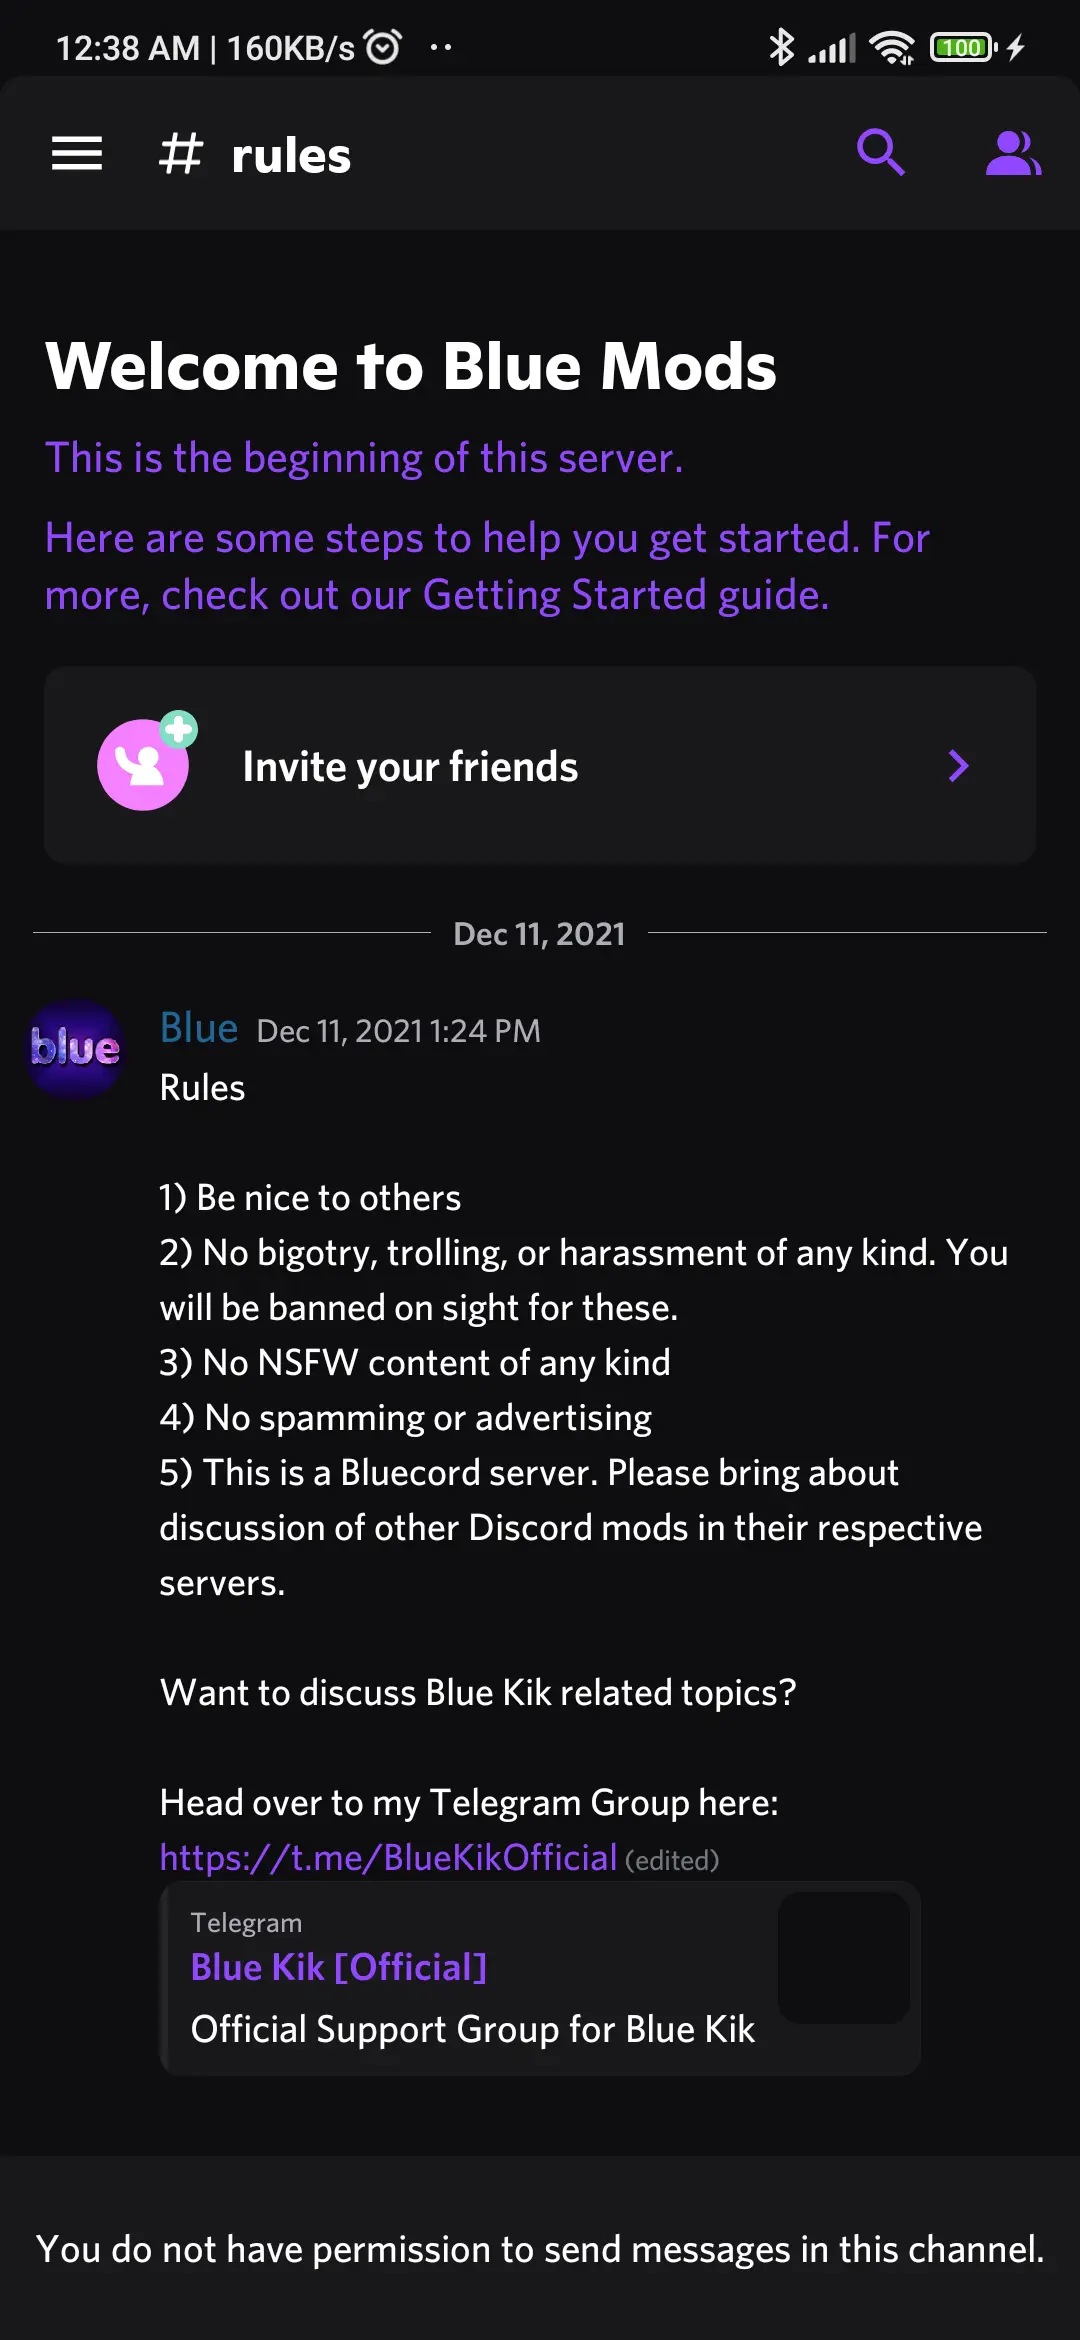 12:38 AM | 160KB/s
100
# rules
Welcome to Blue Mods
This is the beginning of this server.
Here are some steps to help you get started. For
more, check out our Getting Started guide.
Invite your friends
Dec 11, 2021
blue
Blue Dec 11, 2021 1:24 PM
Rules
1) Be nice to others
2) No bigotry, trolling, or harassment of any kind. You
will be banned on sight for these.
3) No NSFW content of any kind
4) No spamming or advertising
5) This is a Bluecord server. Please bring about
discussion of other Discord mods in their respective
servers.
Want to discuss Blue Kik related topics?
Head over to my Telegram Group here:
https://t.me/BlueKikOfficial (edited)
Telegram
Blue Kik [Official]
Official Support Group for Blue Kik
You do not have permission to send messages in this channel.